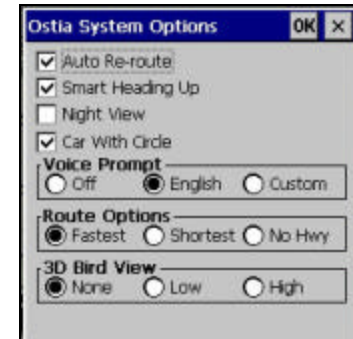 Ostia System Options OK ×
Auto Re-route
Smart Heading Up
Night View
Car With Circle
Voice Prompt
Off English Custom
Route Options
Fastest Shortest No Hwy
3D Bird View
None Low High